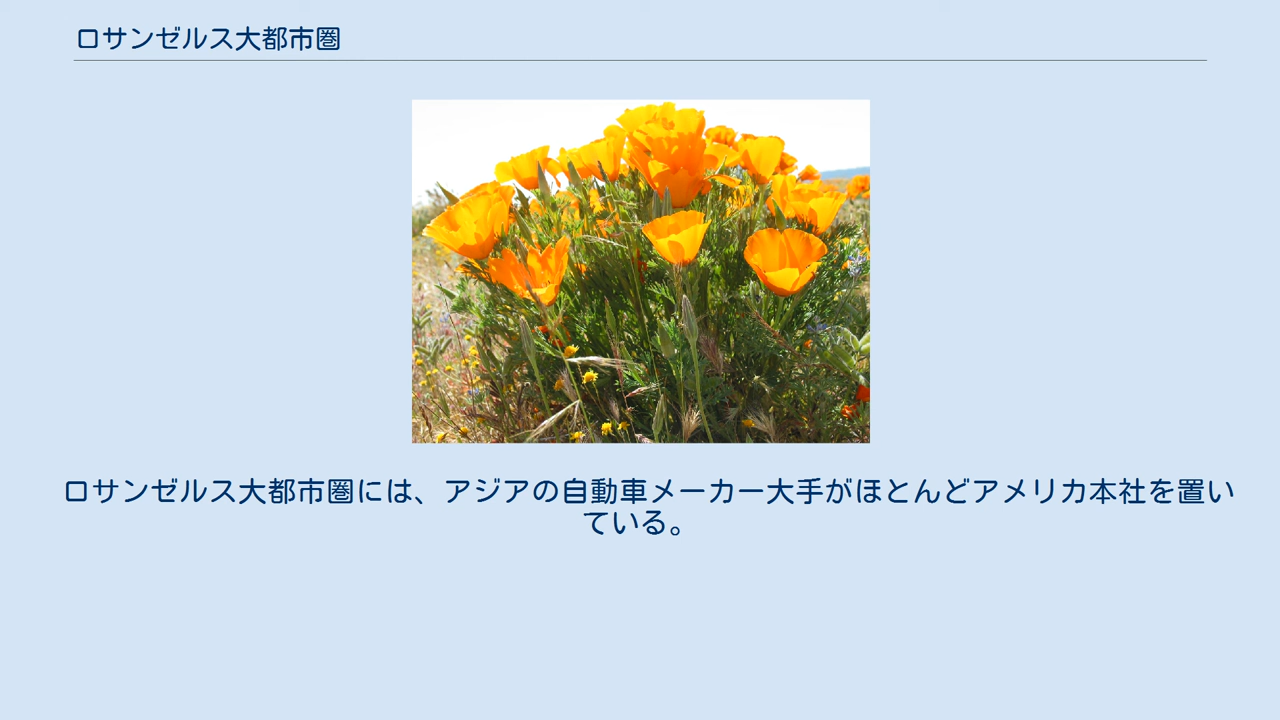 ロサンゼルス大都市圏
ロサンゼルス大都市圏には、アジアの自動車メーカー大手がほとんどアメリカ本社を置い
ている。